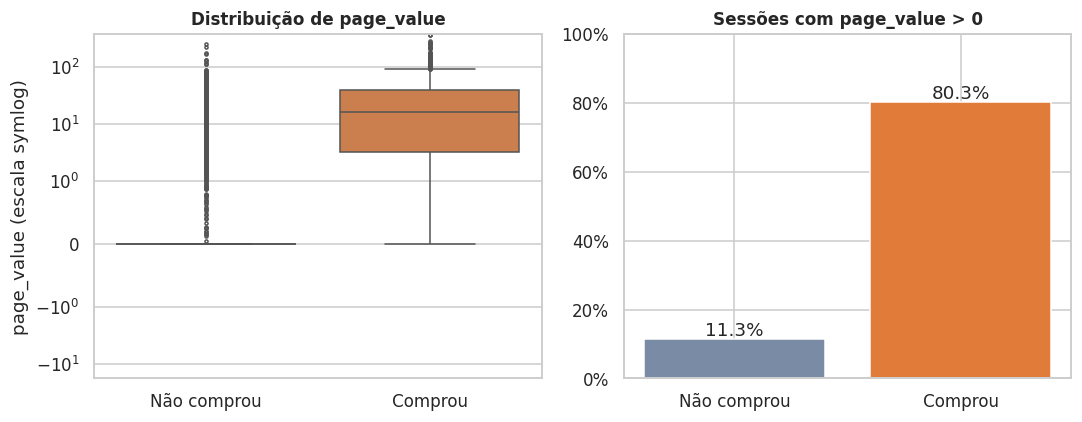 Distribuição de page_value
page_value (escala symlog)
10²
10¹
10⁰
0
−10⁰
−10¹
Não comprou
Comprou
Sessões com page_value > 0
100%
80%
60%
40%
20%
0%
11.3%
80.3%
Não comprou
Comprou